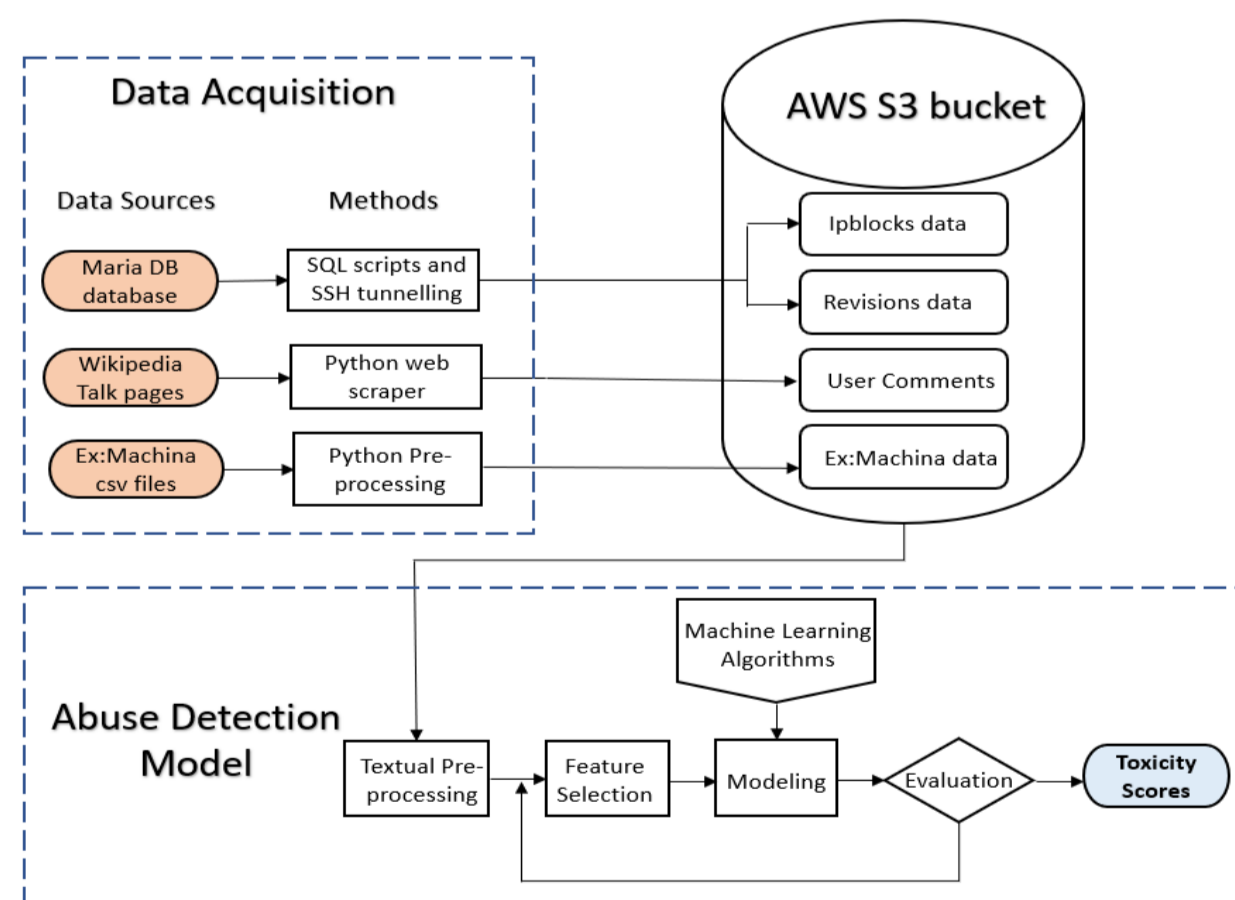 Data Acquisition
AWS S3 bucket
Data Sources
Methods
Maria DB
database
SQL scripts and
SSH tunnelling
Ipblocks data
Revisions data
Wikipedia
Talk pages
Python web
scraper
User Comments
Ex:Machina
csv files
Python Pre-
processing
Ex:Machina data
Abuse Detection
Model
Machine Learning
Algorithms
Textual Pre-
processing
Feature
Selection
Modeling
Evaluation
Toxicity
Scores